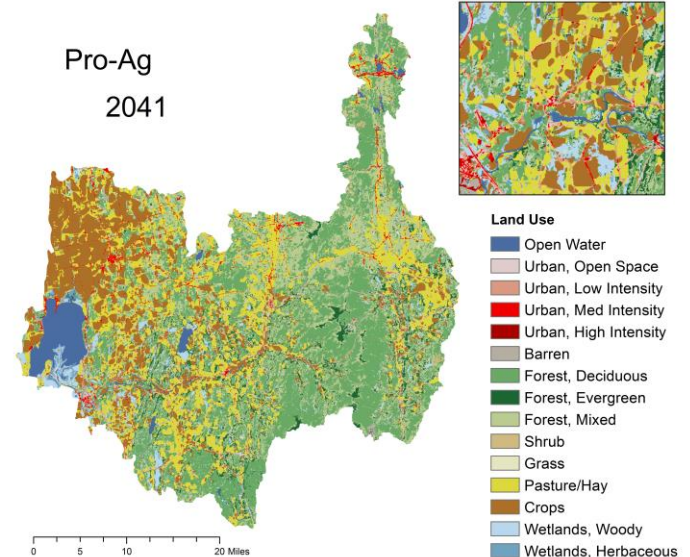 Pro-Ag
2041
Land Use
Open Water
Urban, Open Space
Urban, Low Intensity
Urban, Med Intensity
Urban, High Intensity
Barren
Forest, Deciduous
Forest, Evergreen
Forest, Mixed
Shrub
Grass
Pasture/Hay
Crops
Wetlands, Woody
Wetlands, Herbaceous
0 5 10 20 Miles